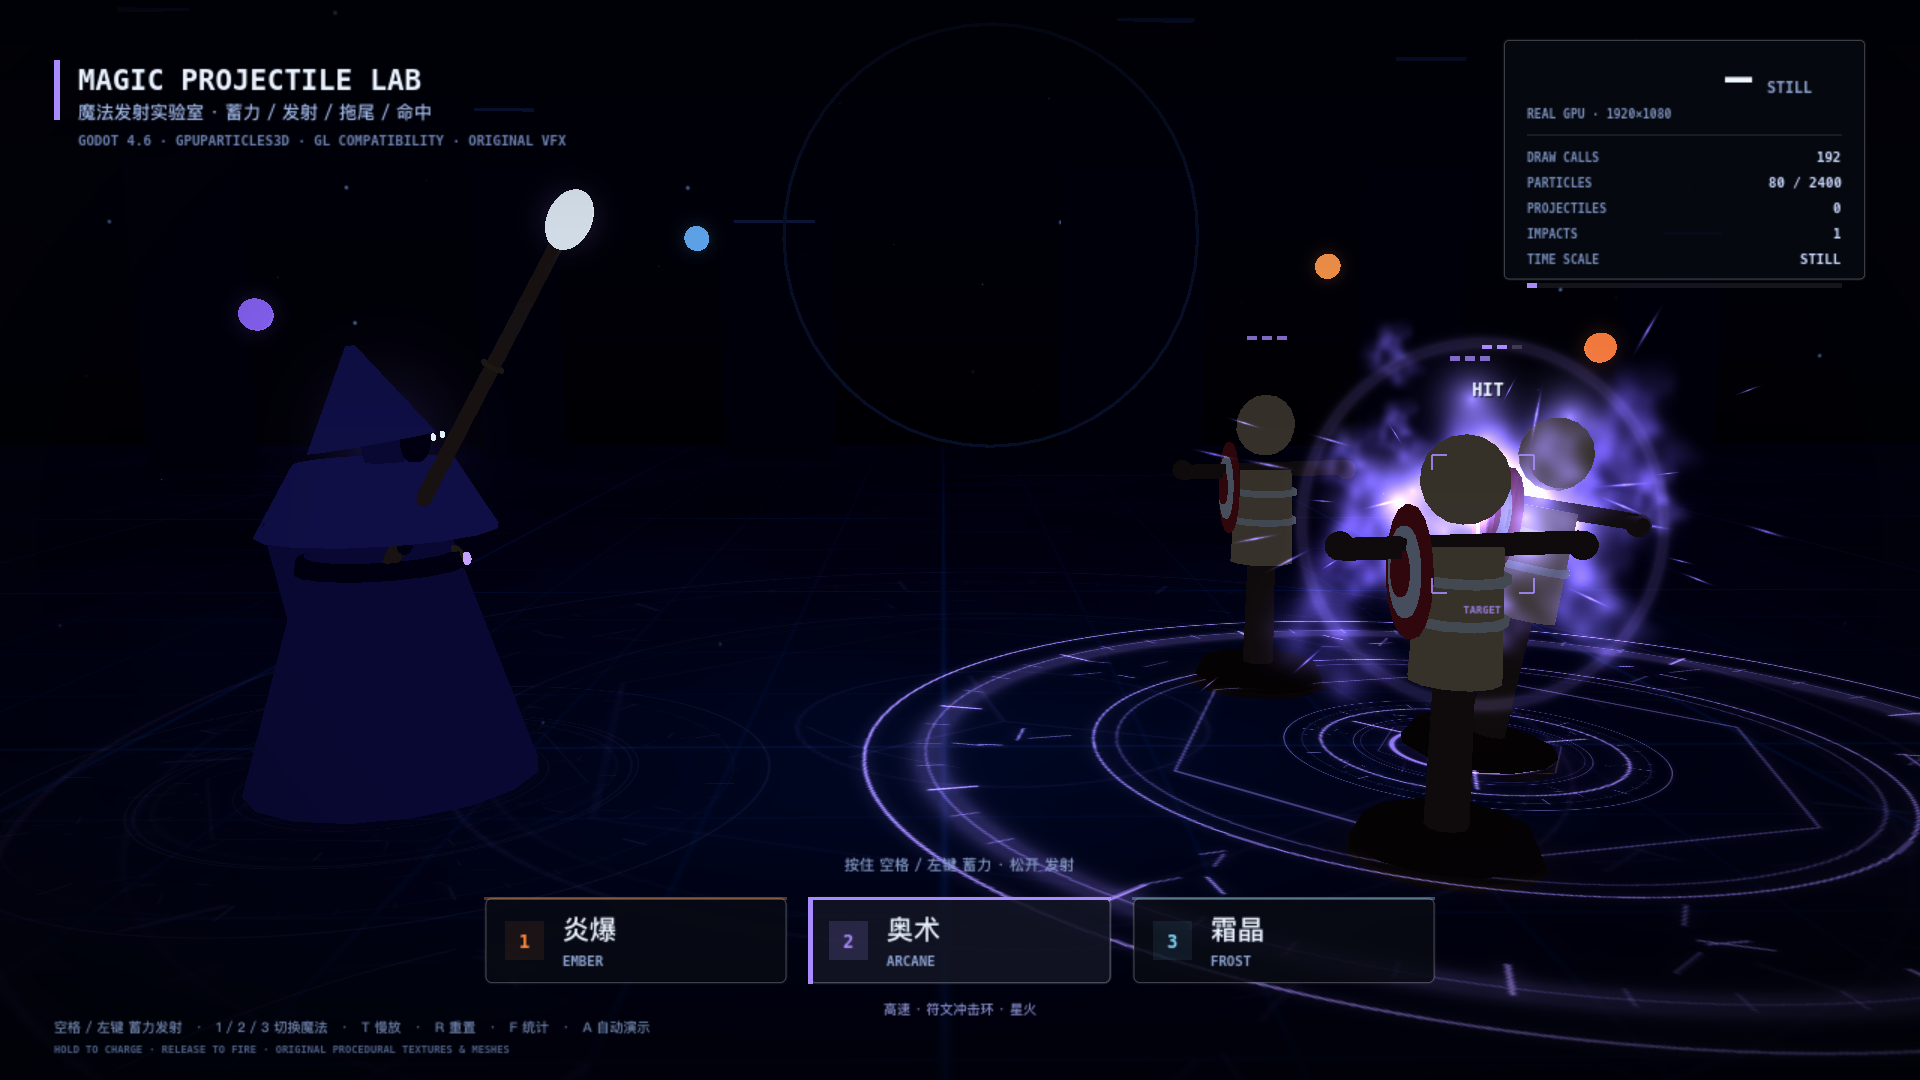 MAGIC PROJECTILE LAB
魔法发射实验室 · 蓄力 / 发射 / 拖尾 / 命中
GODOT 4.6 · GPUPARTICLES3D · GL COMPATIBILITY · ORIGINAL VFX
— STILL
REAL GPU · 1920×1080
DRAW CALLS 192
PARTICLES 80 / 2400
PROJECTILES 0
IMPACTS 1
TIME SCALE STILL
HIT
TARGET
按住 空格 / 左键 蓄力 · 松开 发射
1 炎爆
EMBER
2 奥术
ARCANE
3 霜晶
FROST
高速 · 符文冲击环 · 星火
空格 / 左键 蓄力发射 · 1 / 2 / 3 切换魔法 · T 慢放 · R 重置 · F 统计 · A 自动演示
HOLD TO CHARGE · RELEASE TO FIRE · ORIGINAL PROCEDURAL TEXTURES & MESHES